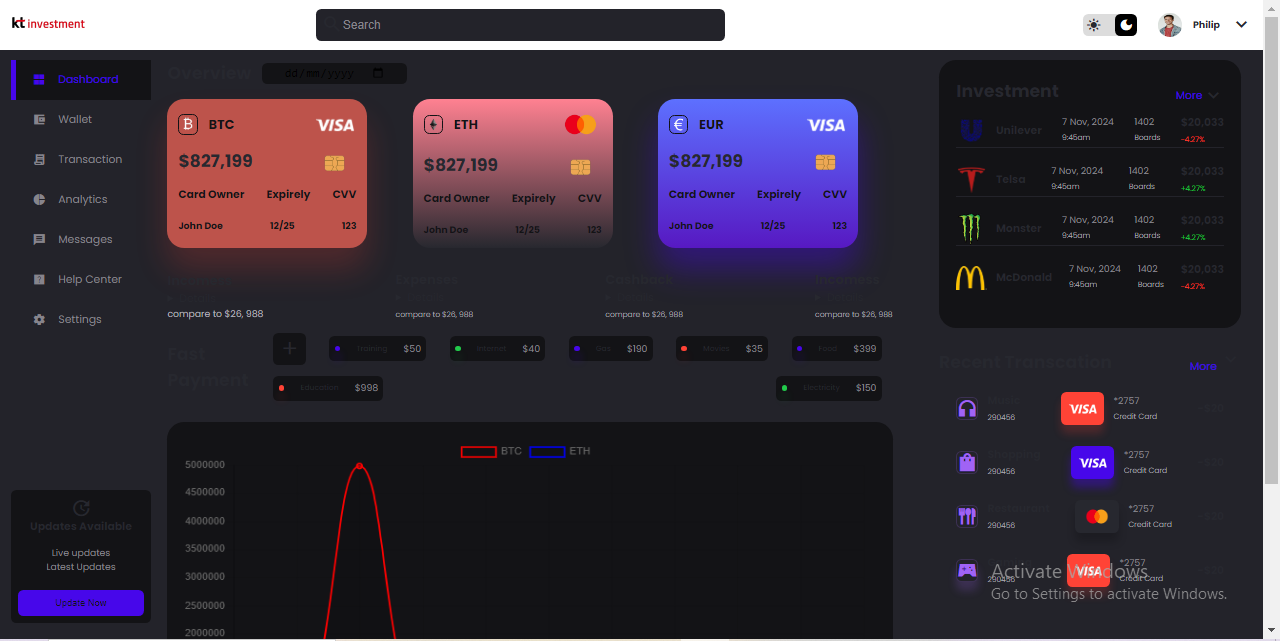 kt investment
Search
Philip
Dashboard
Wallet
Transaction
Analytics
Messages
Help Center
Settings
Updates Available
Live updates
Latest Updates
Update Now
Overview dd/mm/yyyy
BTC VISA
$827,199
Card Owner Expirely CVV
John Doe 12/25 123
ETH
$827,199
Card Owner Expirely CVV
John Doe 12/25 123
EUR VISA
$827,199
Card Owner Expirely CVV
John Doe 12/25 123
compare to $26, 988
compare to $26, 988
compare to $26, 988
compare to $26, 988
Fast
Payment
Training $50
Internet $40
Gas $190
Movies $35
Food $399
Education $998
Electricity $150
BTC ETH
5000000
4500000
4000000
3500000
3000000
2500000
2000000
Investment
More
Unilever 7 Nov, 2024 1402 $20,033
9:45am Boards -4.27%
Telsa 7 Nov, 2024 1402 $20,033
9:45am Boards +4.27%
Monster 7 Nov, 2024 1402 $20,033
9:45am Boards +4.27%
McDonald 7 Nov, 2024 1402 $20,033
9:45am Boards -4.27%
Recent Transcation
More
VISA *2757
290456 Credit Card
VISA *2757
290456 Credit Card
*2757
290456 Credit Card
VISA *2757
290456 Credit Card
Activate Windows
Go to Settings to activate Windows.